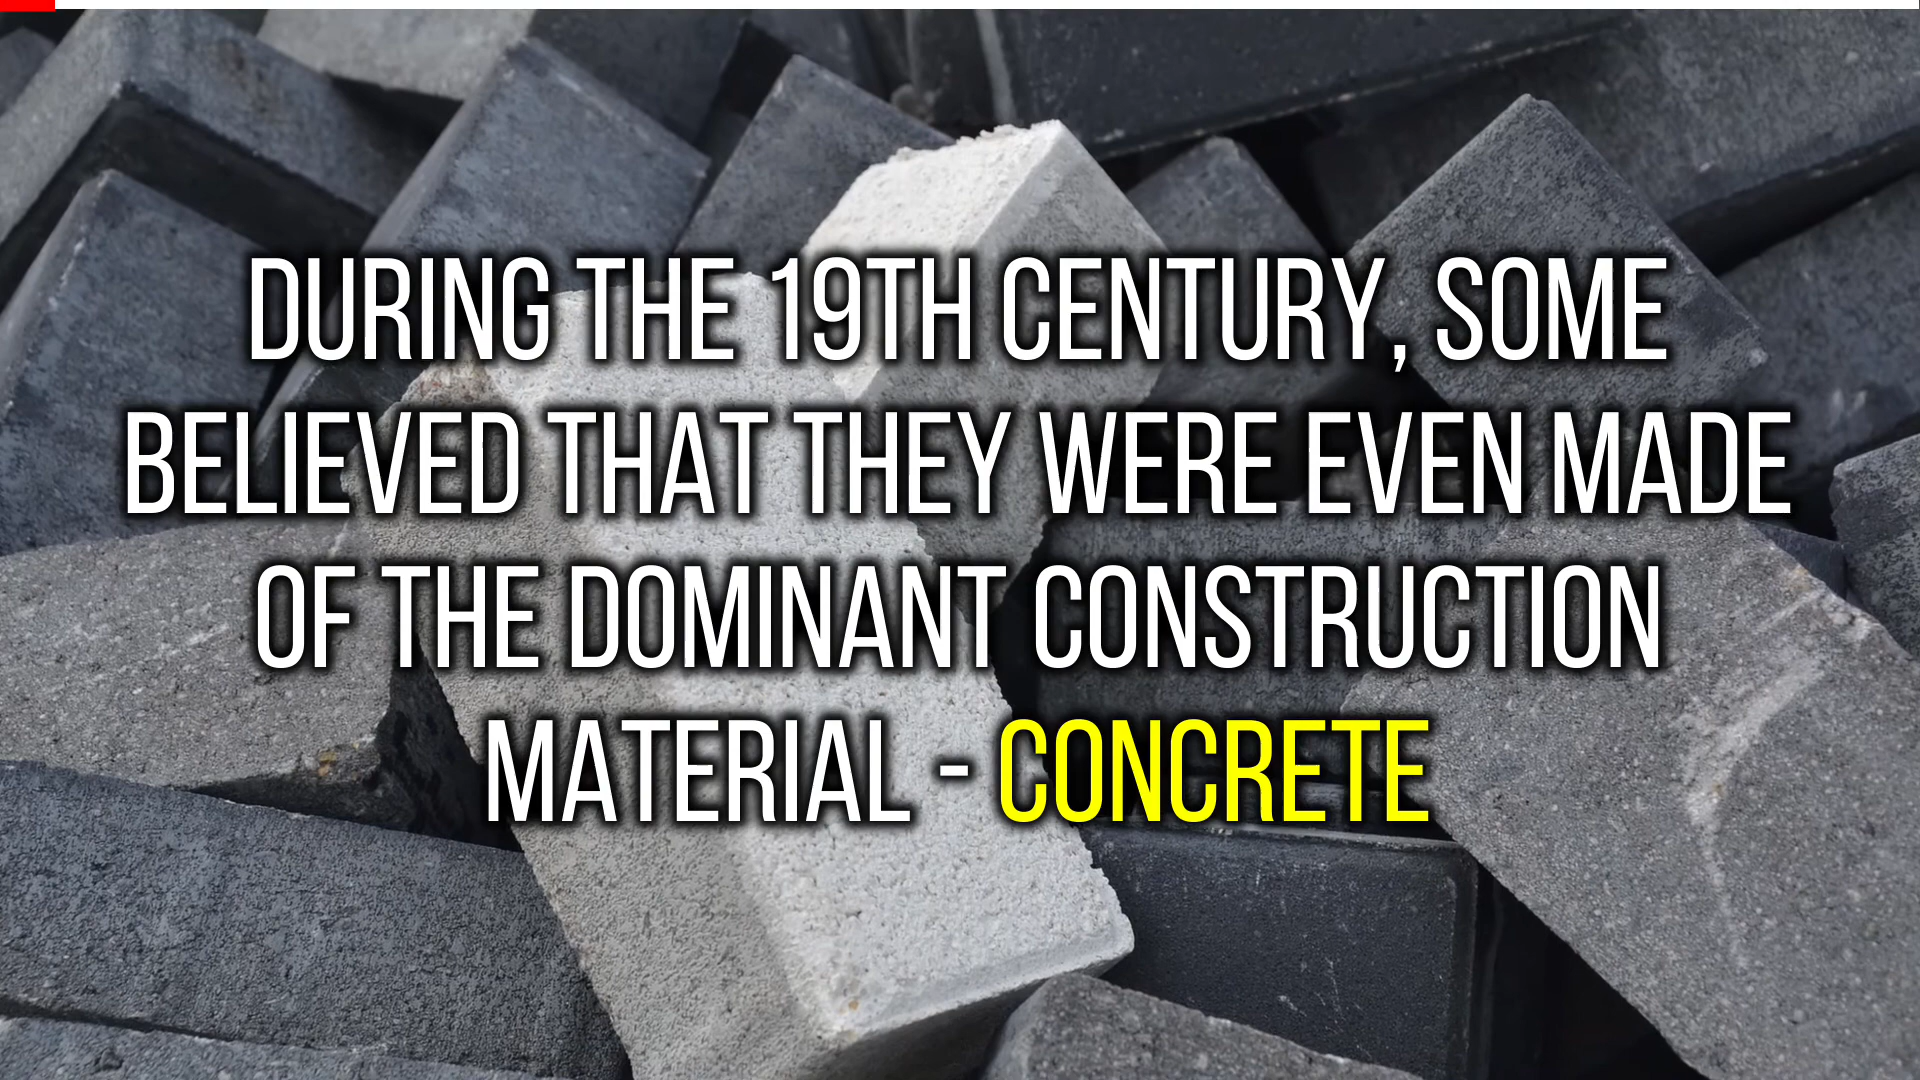 DURING THE 19TH CENTURY, SOME
BELIEVED THAT THEY WERE EVEN MADE
OF THE DOMINANT CONSTRUCTION
MATERIAL - CONCRETE